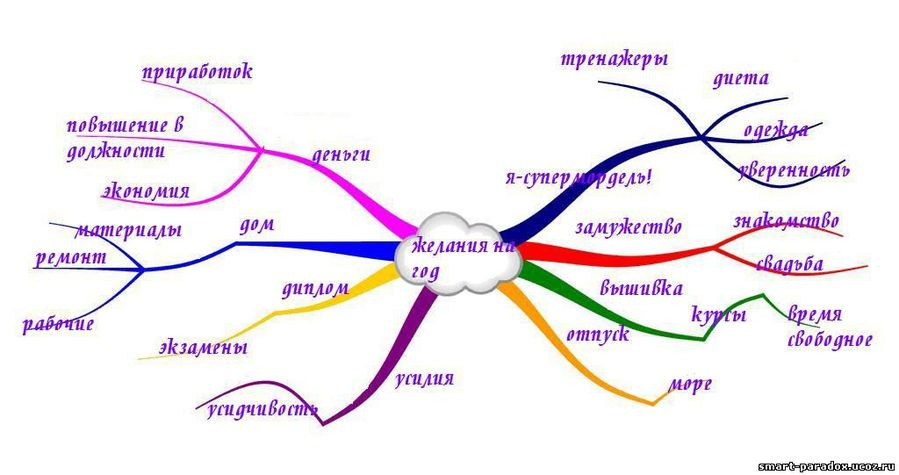 тренажеры
диета
приработок
повышение в
должности
одежда
деньги
уверенность
я-супермордель!
экономия
материалы
дом
замужество
знакомство
желания на
год
ремонт
свадьба
диплом
вышивка
рабочие
экзамены
отпуск
курсы
время
свободное
усилия
море
усидчивость
smart-paradox.ucoz.ru